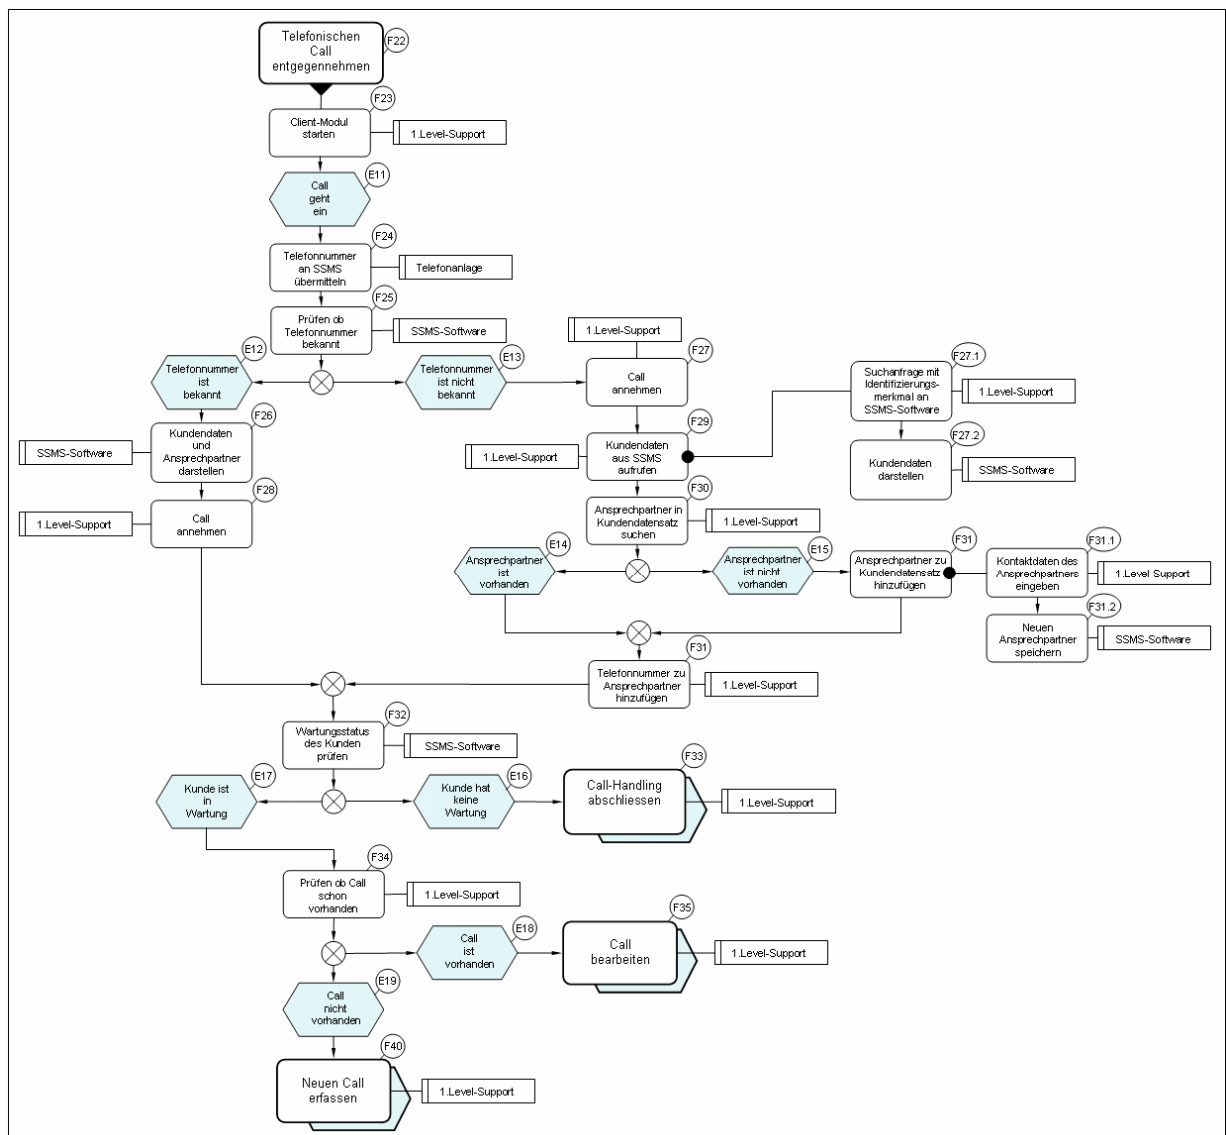 Telefonischen
Call
entgegennehmen
F22
F23
Client-Modul
starten
1.Level-Support
E11
Call
geht
ein
F24
Telefonnummer
an SSMS
übermitteln
Telefonanlage
F25
Prüfen ob
Telefonnummer
bekannt
SSMS-Software
E12
Telefonnummer
ist
bekannt
E13
Telefonnummer
ist nicht
bekannt
1.Level-Support
F27
Call
annehmen
F27.1
Suchanfrage mit
Identifizierungs-
merkmal an
SSMS-Software
1.Level-Support
F26
Kundendaten
und
Ansprechpartner
darstellen
SSMS-Software
F29
Kundendaten
aus SSMS
aufrufen
1.Level-Support
F27.2
Kundendaten
darstellen
SSMS-Software
F28
Call
annehmen
1.Level-Support
F30
Ansprechpartner in
Kundendatensatz
suchen
1.Level-Support
E14
Ansprechpartner
ist
vorhanden
E15
Ansprechpartner
ist nicht
vorhanden
F31
Ansprechpartner zu
Kundendatensatz
hinzufügen
F31.1
Kontaktdaten des
Ansprechpartners
eingeben
1.Level-Support
F31.2
Neuen
Ansprechpartner
speichern
SSMS-Software
F31
Telefonnummer zu
Ansprechpartner
hinzufügen
1.Level-Support
F32
Wartungsstatus
des Kunden
prüfen
SSMS-Software
E17
Kunde ist
in
Wartung
E16
Kunde hat
keine
Wartung
F33
Call-Handling
abschliessen
1.Level-Support
F34
Prüfen ob Call
schon
vorhanden
1.Level-Support
E18
Call
ist
vorhanden
F35
Call
bearbeiten
1.Level-Support
E19
Call
nicht
vorhanden
F40
Neuen Call
erfassen
1.Level-Support